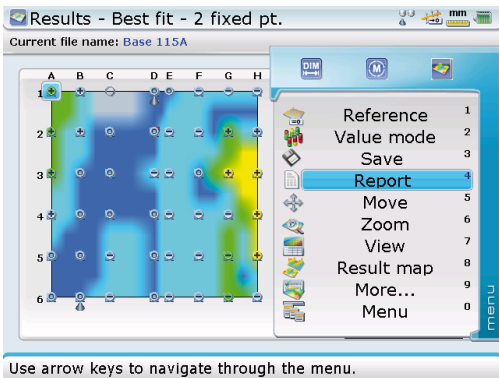 Results - Best fit - 2 fixed pt.
mm
Current file name: Base 115A
DIM
M
A B C D E F G H
1
2
3
4
5
6
Reference 1
Value mode 2
Save 3
Report 4
Move 5
Zoom 6
View 7
Result map 8
More... 9
Menu 0
menu
Use arrow keys to navigate through the menu.